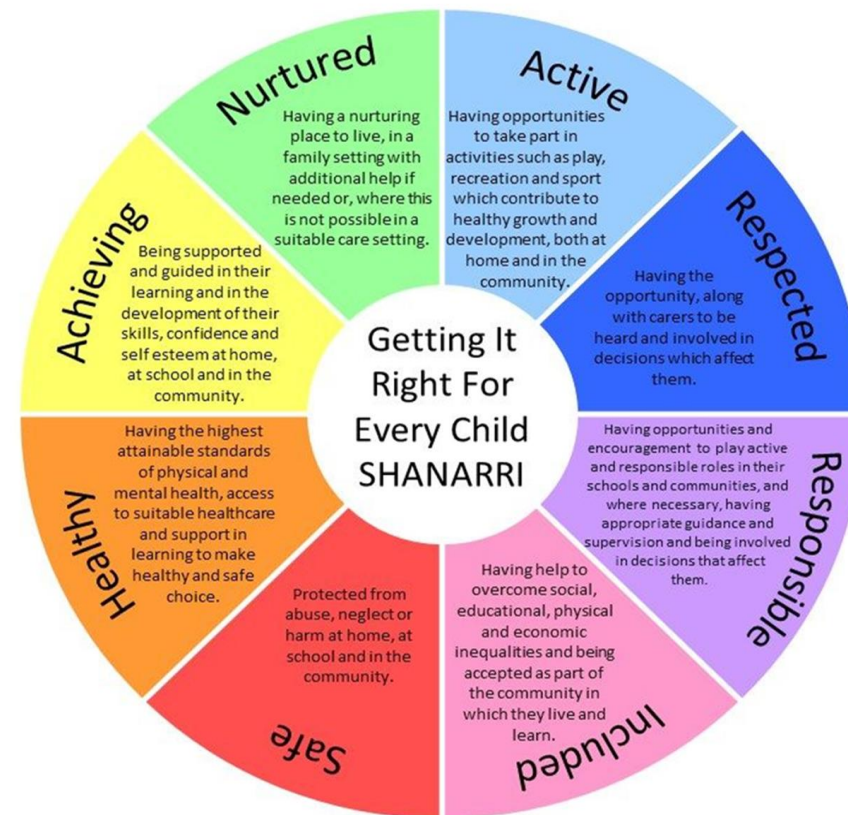 Getting It
Right For
Every Child
SHANARRI
Safe
Protected from
abuse, neglect or
harm at home, at
school and in the
community.
Healthy
Having the highest
attainable standards
of physical and
mental health, access
to suitable healthcare
and support in
learning to make
healthy and safe
choice.
Achieving
Being supported
and guided in their
learning and in the
development of their
skills, confidence and
self esteem at home,
at school and in the
community.
Nurtured
Having a nurturing
place to live, in a
family setting with
additional help if
needed or, where this
is not possible in a
suitable care setting.
Active
Having opportunities
to take part in
activities such as play,
recreation and sport
which contribute to
healthy growth and
development, both at
home and in the
community.
Respected
Having the
opportunity, along
with carers to be
heard and involved in
decisions which affect
them.
Responsible
Having opportunities and
encouragement to play active
and responsible roles in their
schools and communities, and
where necessary, having
appropriate guidance and
supervision and being involved
in decisions that affect
them.
Included
Having help to
overcome social,
educational, physical
and economic
inequalities and being
accepted as part of
the community in
which they live and
learn.